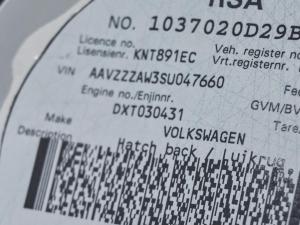 RSA
NO. 1037020D29B
Licence no.
Lisensienr. KNT891EC Veh. register no
Vrt.registernr.
VIN AAVZZZAW3SU047660
Engine no./Enjinnr. Fee
DXT030431 GVM/BV
Make VOLKSWAGEN Tare
Description Hatch back / Luikrug